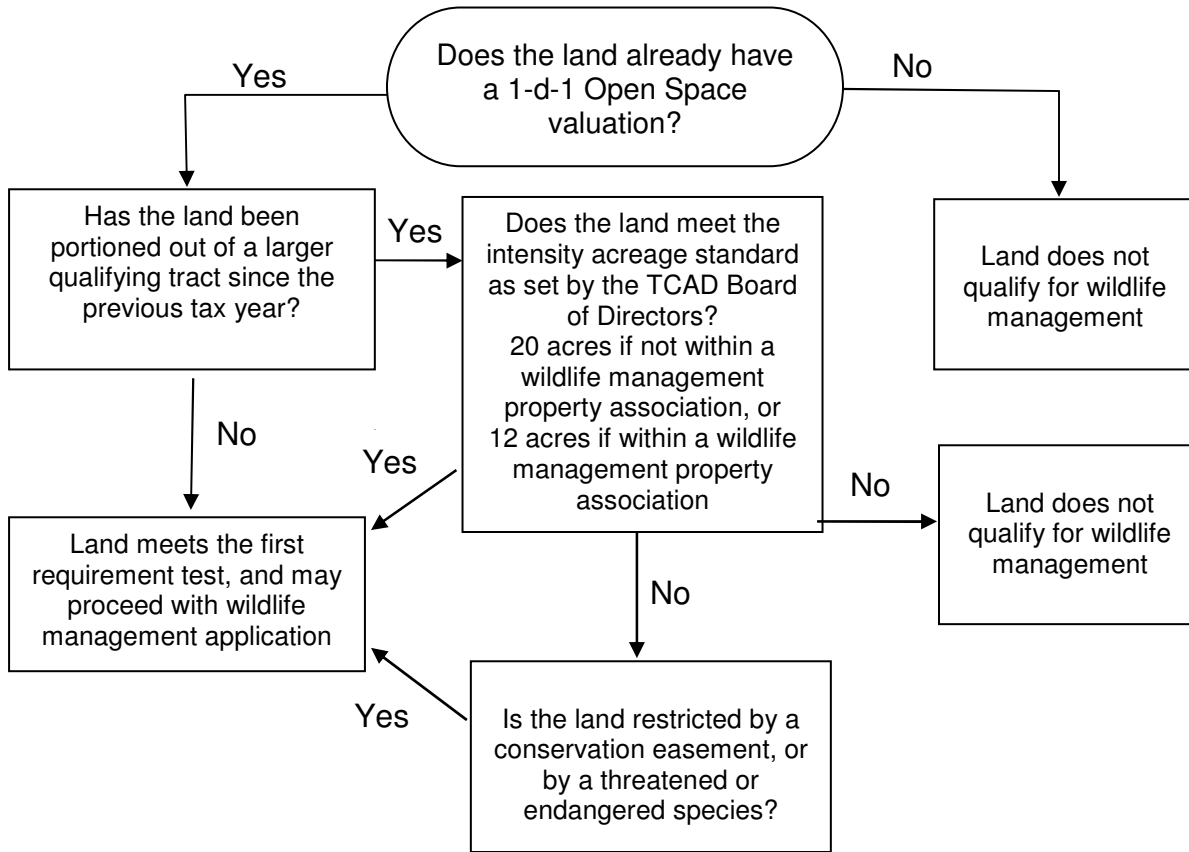 Does the land already have
a 1-d-1 Open Space
valuation?
Yes
No
Has the land been
portioned out of a larger
qualifying tract since the
previous tax year?
Yes
Does the land meet the
intensity acreage standard
as set by the TCAD Board
of Directors?
20 acres if not within a
wildlife management
property association, or
12 acres if within a wildlife
management property
association
Land does not
qualify for wildlife
management
No
Yes
No
Land does not
qualify for wildlife
management
Land meets the first
requirement test, and may
proceed with wildlife
management application
No
Yes
Is the land restricted by a
conservation easement, or
by a threatened or
endangered species?